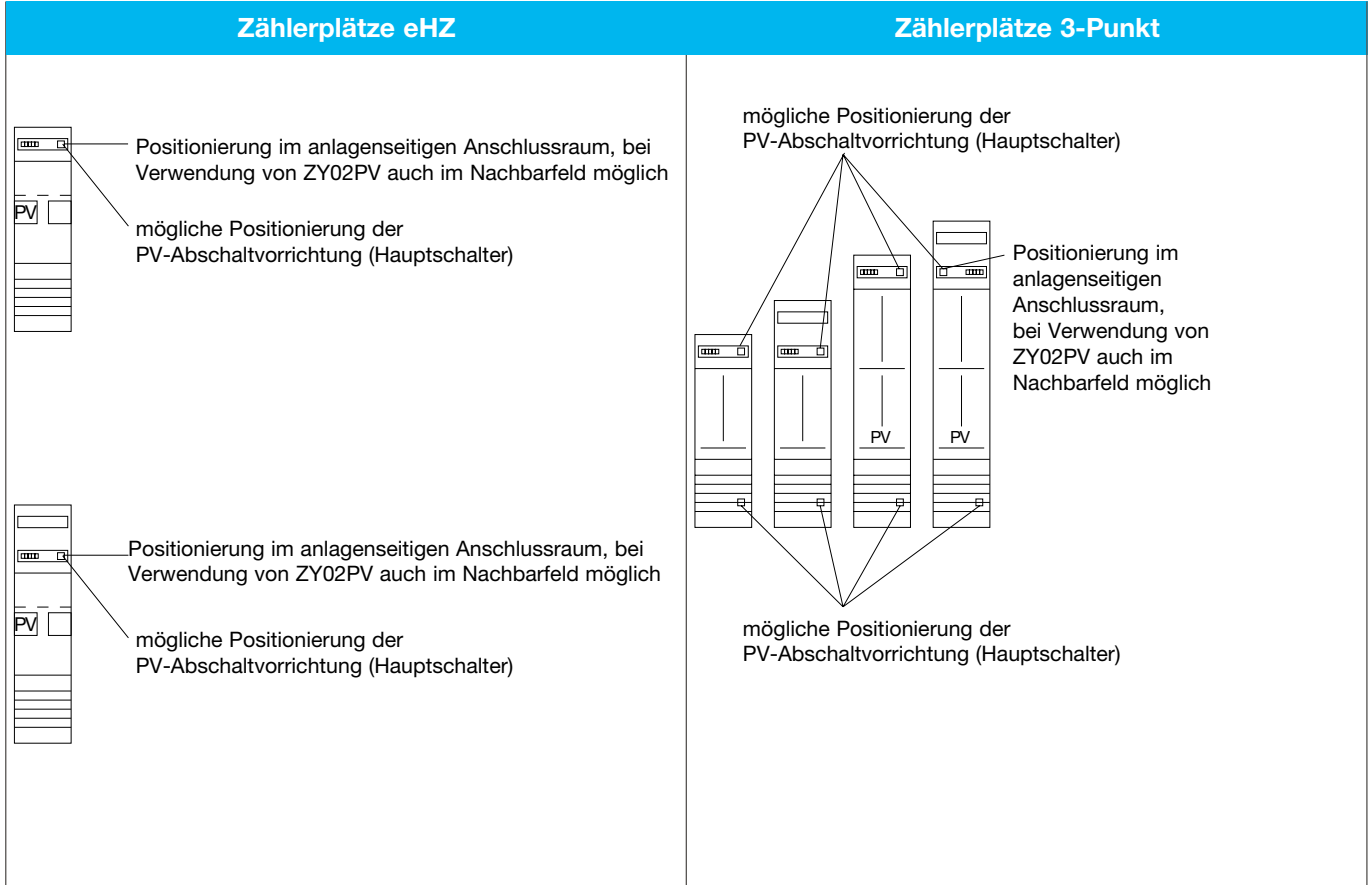 Zählerplätze eHZ
Positionierung im anlagenseitigen Anschlussraum, bei
Verwendung von ZY02PV auch im Nachbarfeld möglich
PV
mögliche Positionierung der
PV-Abschaltvorrichtung (Hauptschalter)
Positionierung im anlagenseitigen Anschlussraum, bei
Verwendung von ZY02PV auch im Nachbarfeld möglich
PV
mögliche Positionierung der
PV-Abschaltvorrichtung (Hauptschalter)
Zählerplätze 3-Punkt
mögliche Positionierung der
PV-Abschaltvorrichtung (Hauptschalter)
Positionierung im
anlagenseitigen
Anschlussraum,
bei Verwendung von
ZY02PV auch im
Nachbarfeld möglich
PV
PV
mögliche Positionierung der
PV-Abschaltvorrichtung (Hauptschalter)